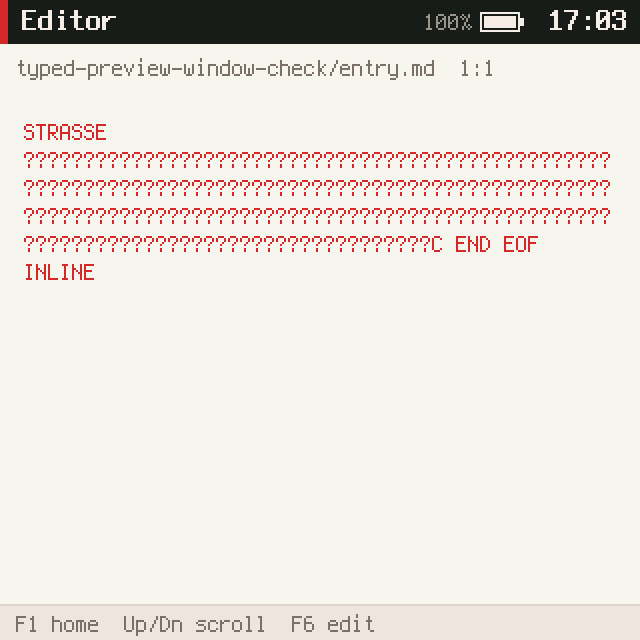 Editor 100% 17:03
typed-preview-window-check/entry.md 1:1
STRASSE
?????????????????????????????????????????????????
?????????????????????????????????????????????????
?????????????????????????????????????????????????
??????????????????????????????????C END EOF
INLINE
F1 home Up/Dn scroll F6 edit